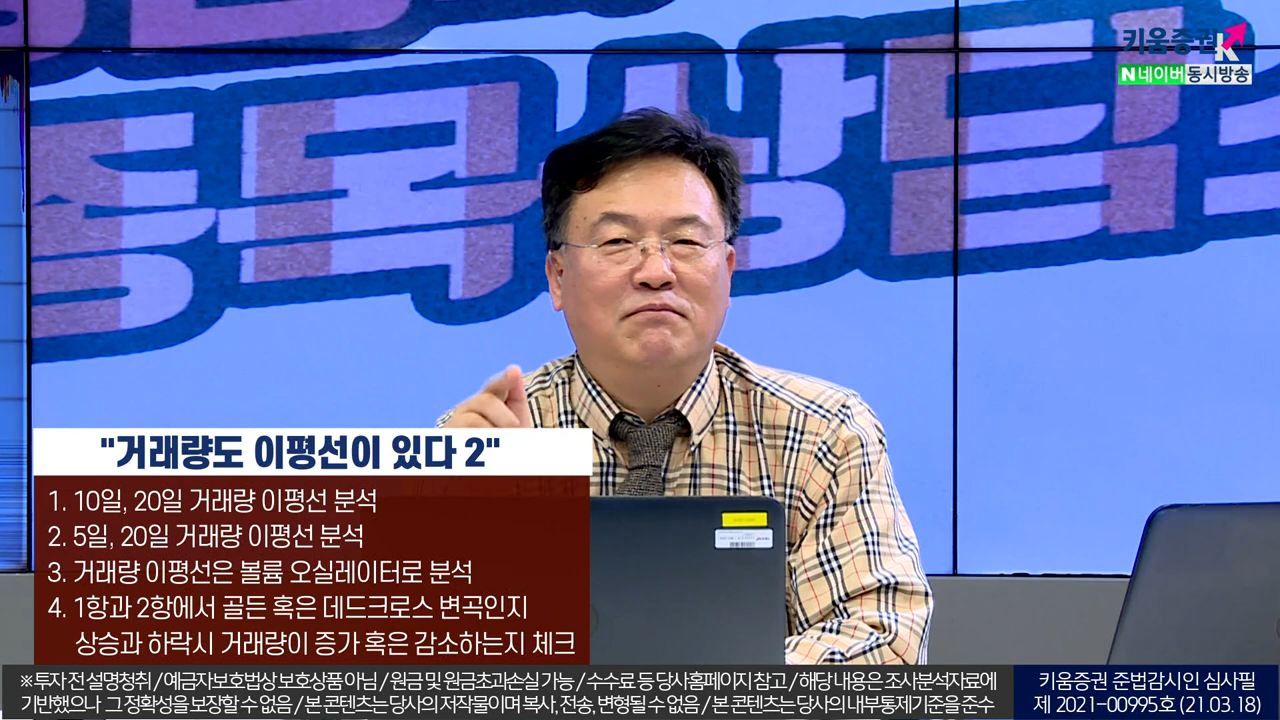 종목상담
키움증권
N 네이버 동시방송
"거래량도 이평선이 있다 2"
1. 10일, 20일 거래량 이평선 분석
2. 5일, 20일 거래량 이평선 분석
3. 거래량 이평선은 볼륨 오실레이터로 분석
4. 1항과 2항에서 골든 혹은 데드크로스 변곡인지
상승과 하락시 거래량이 증가 혹은 감소하는지 체크
※ 투자 전 설명청취 / 예금자보호법상 보호상품 아님 / 원금 및 원금초과손실 가능 / 수수료 등 당사홈페이지 참고 / 해당 내용은 조사분석자료에
기반했으나 그 정확성을 보장할 수 없음 / 본 콘텐츠는 당사의 저작물이며 복사, 전송, 변형될 수 없음 / 본 콘텐츠는 당사의 내부통제기준을 준수
키움증권 준법감시인 심사필
제 2021-00995호 (21.03.18)